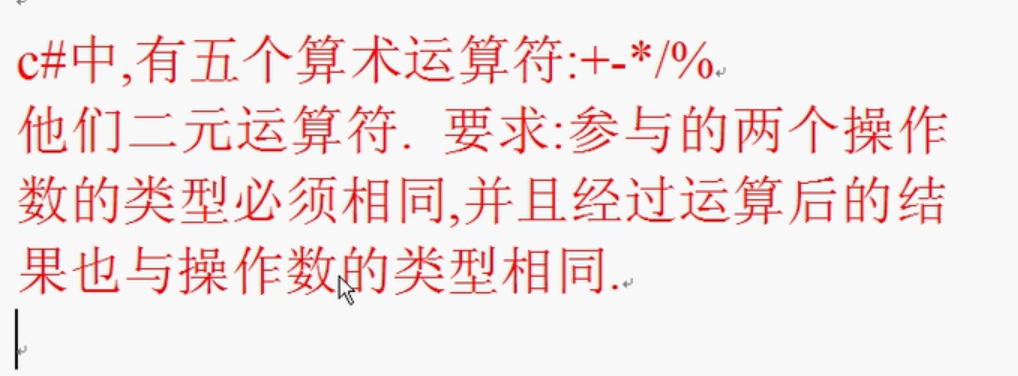 c#中,有五个算术运算符:+-*/%
他们二元运算符. 要求:参与的两个操作
数的类型必须相同,并且经过运算后的结
果也与操作数的类型相同.